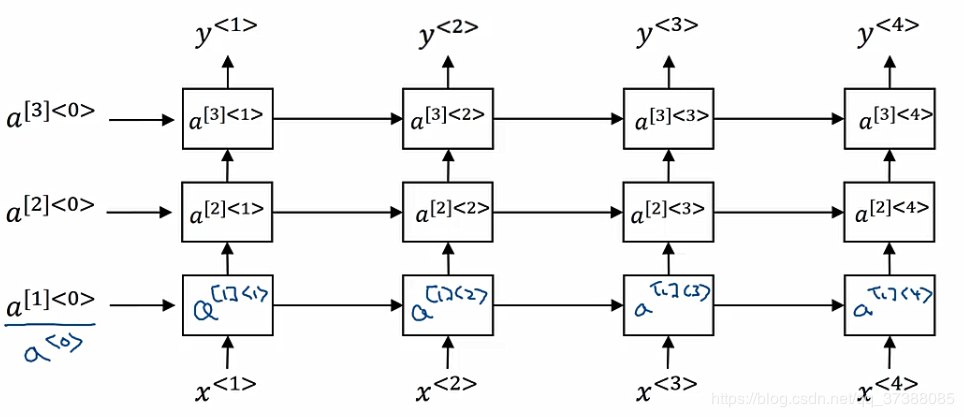 y<1> y<2> y<3> y<4>
a[3]<0> a[3]<1> a[3]<2> a[3]<3> a[3]<4>
a[2]<0> a[2]<1> a[2]<2> a[2]<3> a[2]<4>
a[1]<0> a[1]<1> a[1]<2> a[1]<3> a[1]<4>
a<0>
x<1> x<2> x<3> x<4>
https://blog.csdn.net/qq_37388085